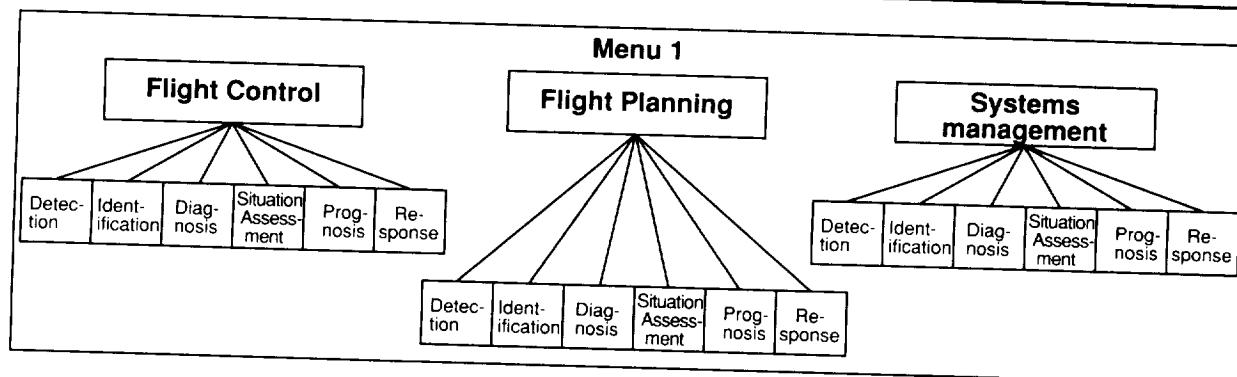 Menu 1
Flight Control
Detec-
tion
Ident-
ification
Diag-
nosis
Situation
Assess-
ment
Prog-
nosis
Re-
sponse
Flight Planning
Detec-
tion
Ident-
ification
Diag-
nosis
Situation
Assess-
ment
Prog-
nosis
Re-
sponse
Systems
management
Detec-
tion
Ident-
ification
Diag-
nosis
Situation
Assess-
ment
Prog-
nosis
Re-
sponse